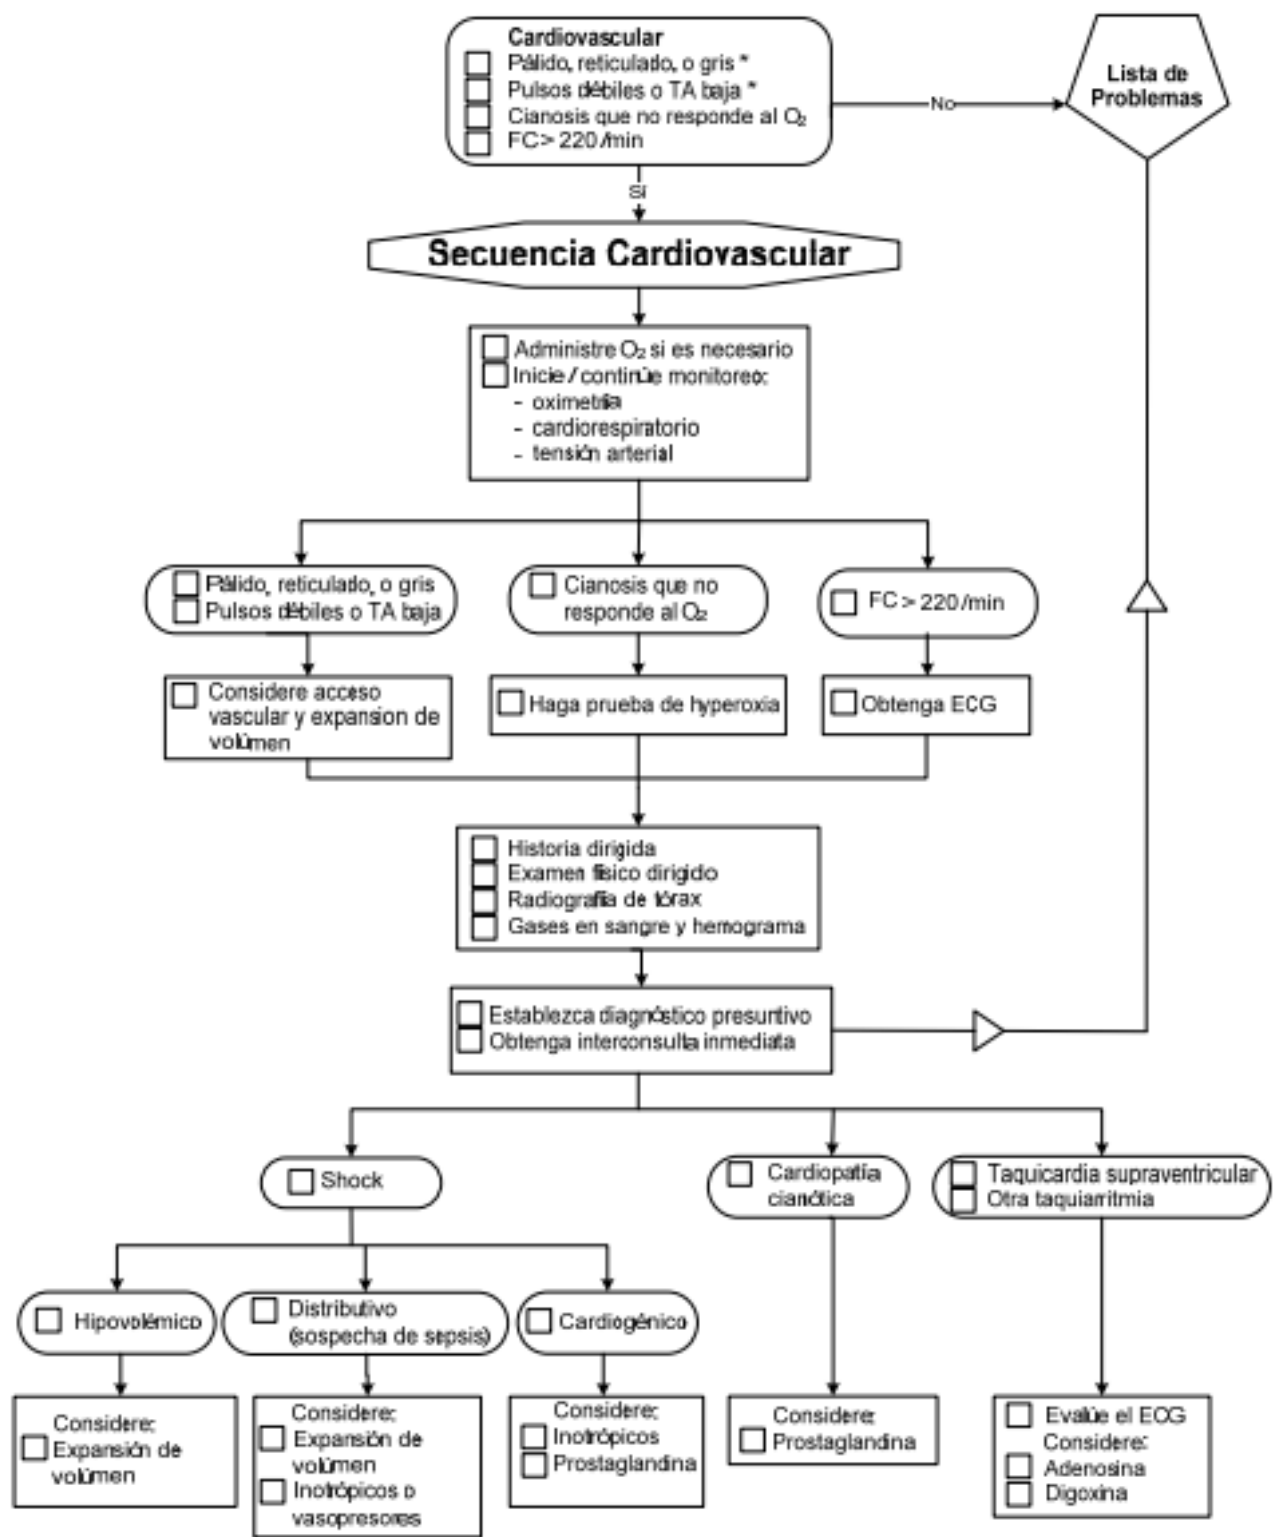 Cardiovascular
Pálido, reticulado, o gris *
Pulsos débiles o TA baja *
Cianosis que no responde al O₂
FC > 220/min
No
Lista de
Problemas
Sí
Secuencia Cardiovascular
Administre O₂ si es necesario
Inicie / continúe monitoreo:
- oximetría
- cardiorespiratorio
- tensión arterial
Pálido, reticulado, o gris
Pulsos débiles o TA baja
Cianosis que no
responde al O₂
FC > 220/min
Considere acceso
vascular y expansion de
volúmen
Haga prueba de hyperoxia
Obtenga ECG
Historia dirigida
Examen físico dirigido
Radiografía de tórax
Gases en sangre y hemograma
Establezca diagnóstico presuntivo
Obtenga interconsulta inmediata
Shock
Cardiopatía
cianótica
Taquicardia supraventricular
Otra taquiarritmia
Hipovolémico
Distributivo
(sospecha de sepsis)
Cardiogénico
Considere:
Expansión de
volúmen
Considere:
Expansión de
volúmen
Inotrópicos o
vasopresores
Considere:
Inotrópicos
Prostaglandina
Considere:
Prostaglandina
Evalúe el ECG
Considere:
Adenosina
Digoxina